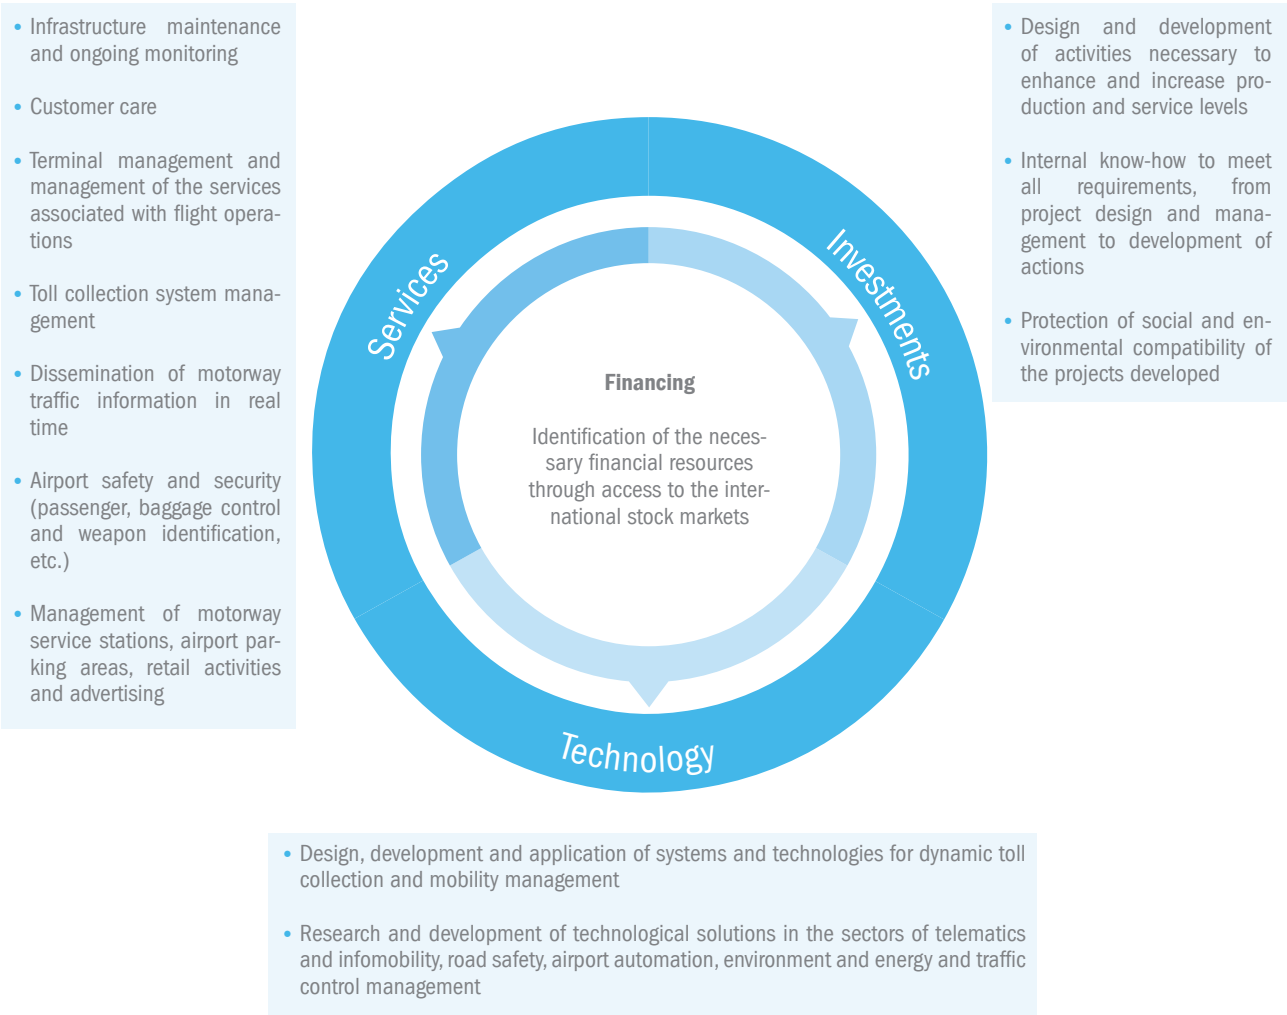 • Infrastructure maintenance
and ongoing monitoring
• Customer care
• Terminal management and
management of the services
associated with flight opera-
tions
• Toll collection system mana-
gement
• Dissemination of motorway
traffic information in real
time
• Airport safety and security
(passenger, baggage control
and weapon identification,
etc.)
• Management of motorway
service stations, airport par-
king areas, retail activities
and advertising
Services
Investments
Technology
Financing
Identification of the neces-
sary financial resources
through access to the inter-
national stock markets
• Design and development
of activities necessary to
enhance and increase pro-
duction and service levels
• Internal know-how to meet
all requirements, from
project design and mana-
gement to development of
actions
• Protection of social and en-
vironmental compatibility of
the projects developed
• Design, development and application of systems and technologies for dynamic toll
collection and mobility management
• Research and development of technological solutions in the sectors of telematics
and infomobility, road safety, airport automation, environment and energy and traffic
control management